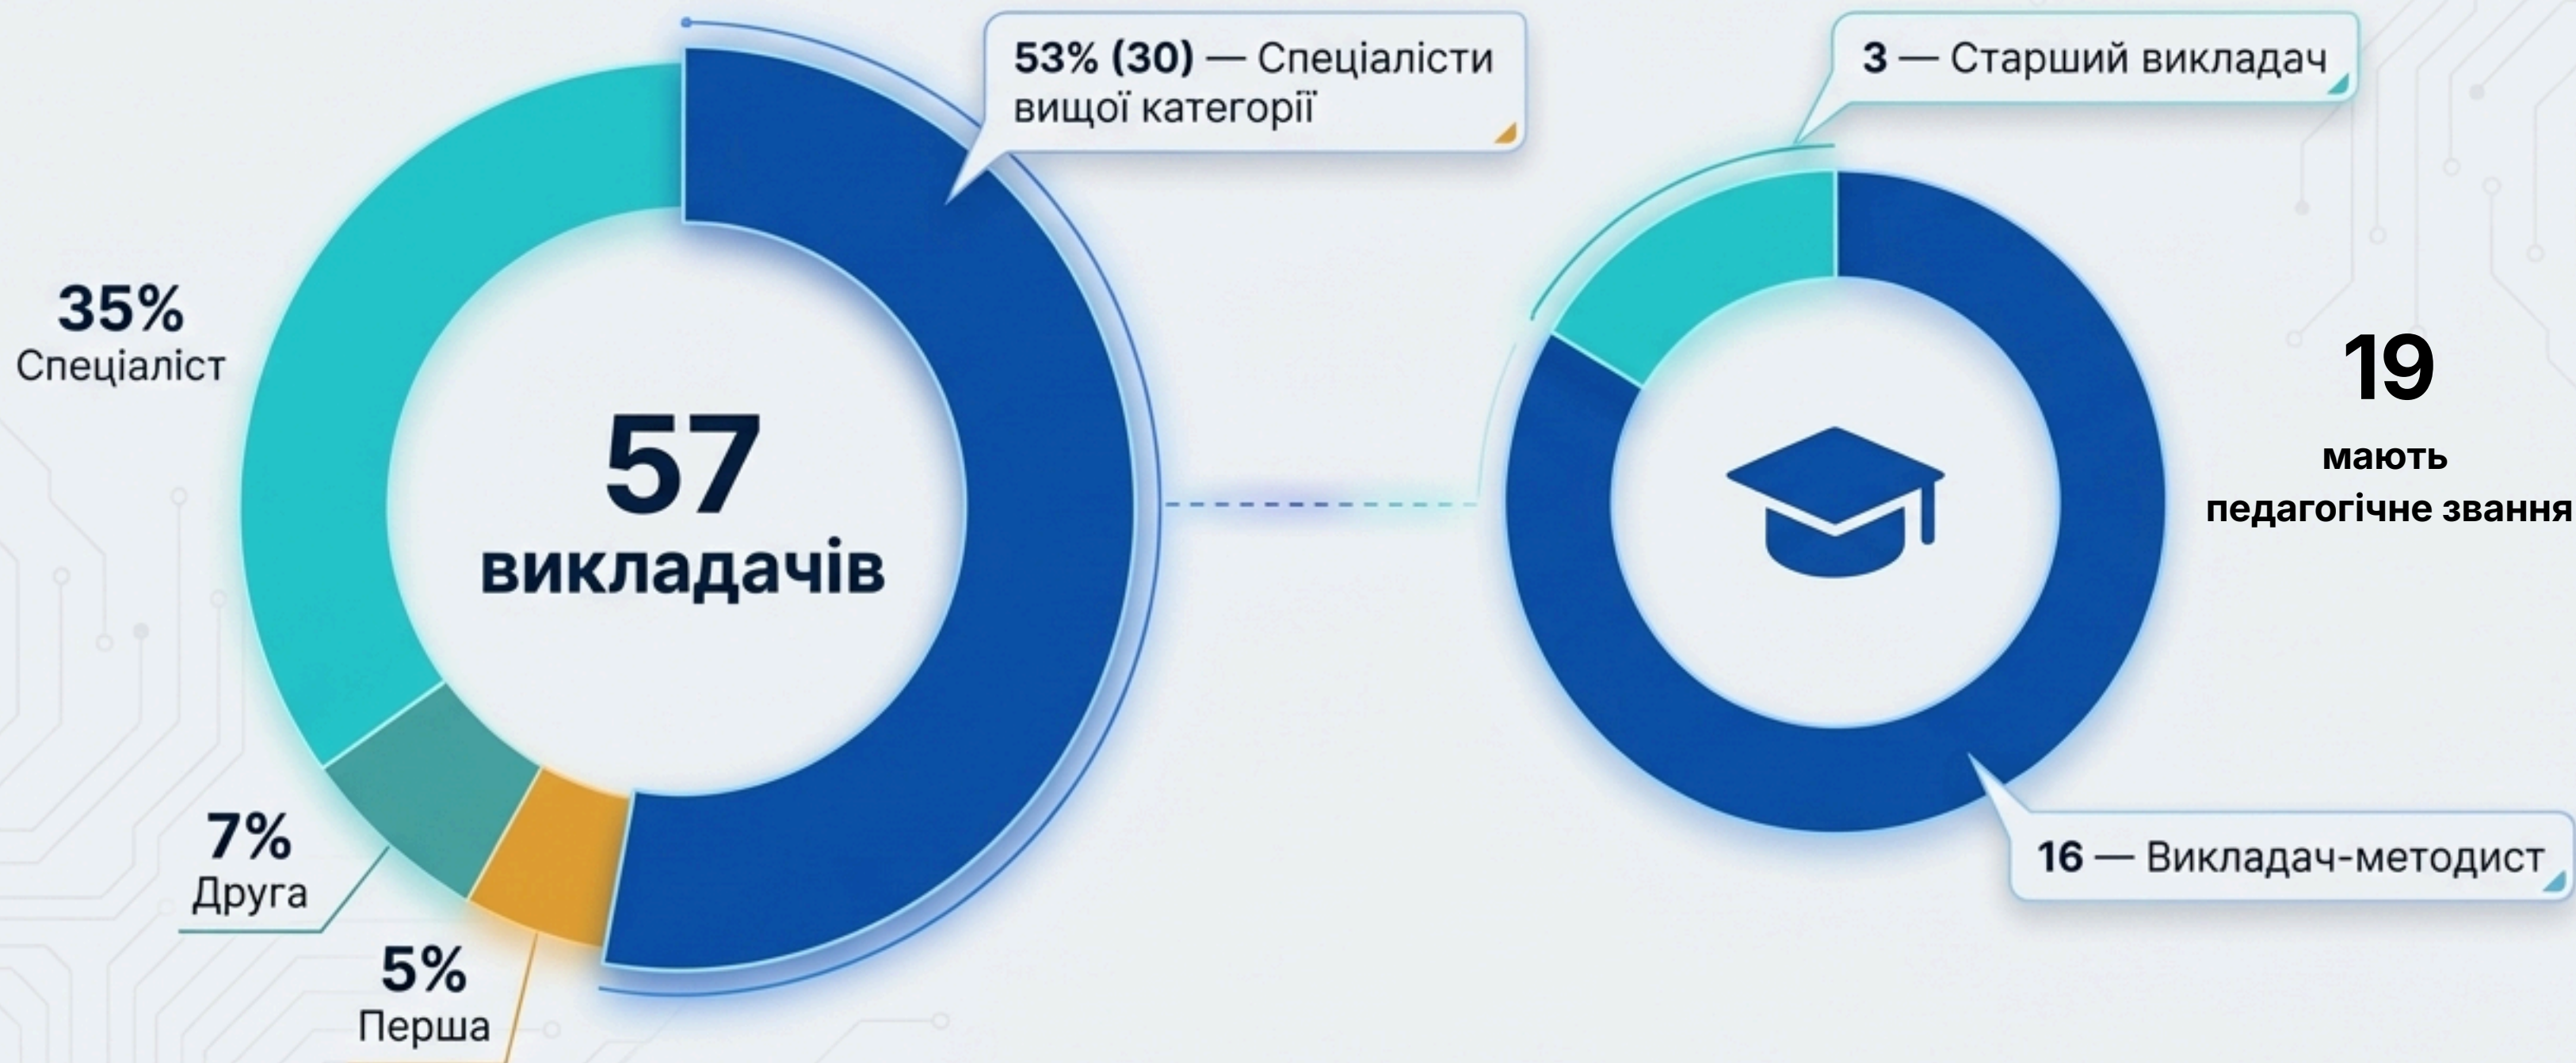 53% (30) — Спеціалісти
вищої категорії
35%
Спеціаліст
57
викладачів
7%
Друга
5%
Перша
3 — Старший викладач
19
мають
педагогічне звання
16 — Викладач-методист